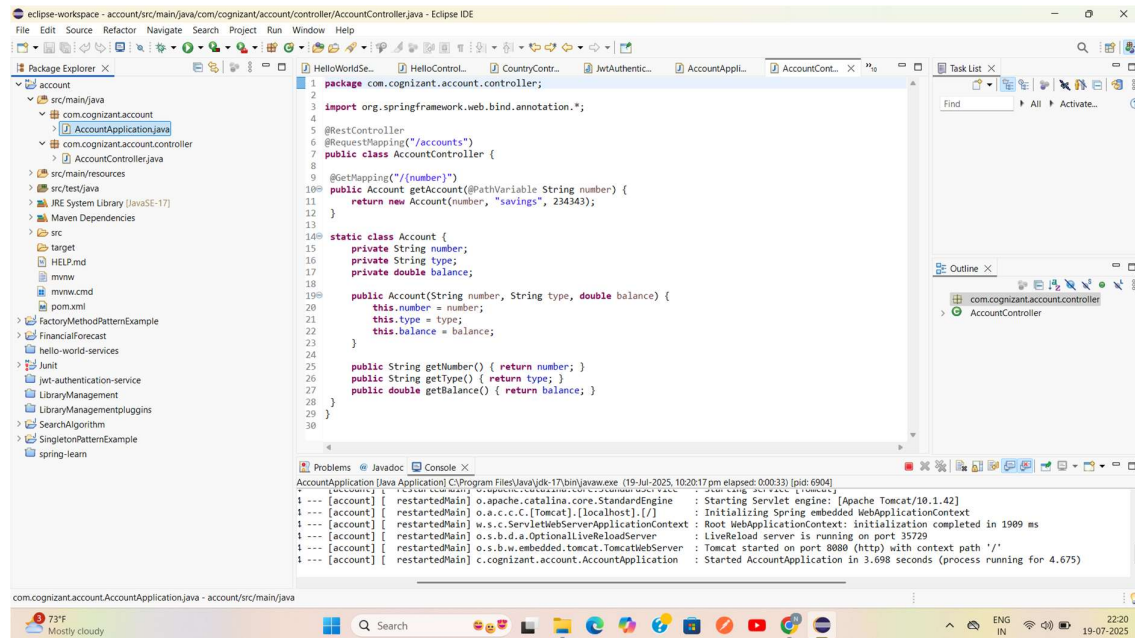 eclipse-workspace - account/src/main/java/com/cognizant/account/controller/AccountController.java - Eclipse IDE
File Edit Source Refactor Navigate Search Project Run Window Help
Package Explorer
account
src/main/java
com.cognizant.account
AccountApplication.java
com.cognizant.account.controller
AccountController.java
src/main/resources
src/test/java
JRE System Library [JavaSE-17]
Maven Dependencies
src
target
HELP.md
mvnw
mvnw.cmd
pom.xml
FactoryMethodPatternExample
FinancialForecast
hello-world-services
Junit
jwt-authentication-service
LibraryManagement
LibraryManagementpluggins
SearchAlgorithm
SingletonPatternExample
spring-learn
HelloWorldSe... HelloControl... CountryContr... JwtAuthentic... AccountAppli... AccountCont... »10
1 package com.cognizant.account.controller;
2
3 import org.springframework.web.bind.annotation.*;
4
5 @RestController
6 @RequestMapping("/accounts")
7 public class AccountController {
8
9 @GetMapping("/{number}")
10 public Account getAccount(@PathVariable String number) {
11 return new Account(number, "savings", 234343);
12 }
13
14 static class Account {
15 private String number;
16 private String type;
17 private double balance;
18
19 public Account(String number, String type, double balance) {
20 this.number = number;
21 this.type = type;
22 this.balance = balance;
23 }
24
25 public String getNumber() { return number; }
26 public String getType() { return type; }
27 public double getBalance() { return balance; }
28 }
29 }
30
Task List
Find All Activate...
Outline
com.cognizant.account.controller
AccountController
Problems Javadoc Console
AccountApplication [Java Application] C:\Program Files\Java\jdk-17\bin\javaw.exe (19-Jul-2025, 10:20:17 pm elapsed: 0:00:33) [pid: 6904]
--- [account] [ restartedMain] o.apache.catalina.core.StandardService : Starting service [Tomcat]
--- [account] [ restartedMain] o.apache.catalina.core.StandardEngine : Starting Servlet engine: [Apache Tomcat/10.1.42]
--- [account] [ restartedMain] o.a.c.c.C.[Tomcat].[localhost].[/] : Initializing Spring embedded WebApplicationContext
--- [account] [ restartedMain] w.s.c.ServletWebServerApplicationContext : Root WebApplicationContext: initialization completed in 1909 ms
--- [account] [ restartedMain] o.s.b.d.a.OptionalLiveReloadServer : LiveReload server is running on port 35729
--- [account] [ restartedMain] o.s.b.w.embedded.tomcat.TomcatWebServer : Tomcat started on port 8080 (http) with context path '/'
--- [account] [ restartedMain] c.cognizant.account.AccountApplication : Started AccountApplication in 3.698 seconds (process running for 4.675)
com.cognizant.account.AccountApplication.java - account/src/main/java
3
73°F
Mostly cloudy
Search
ENG
IN
22:20
19-07-2025